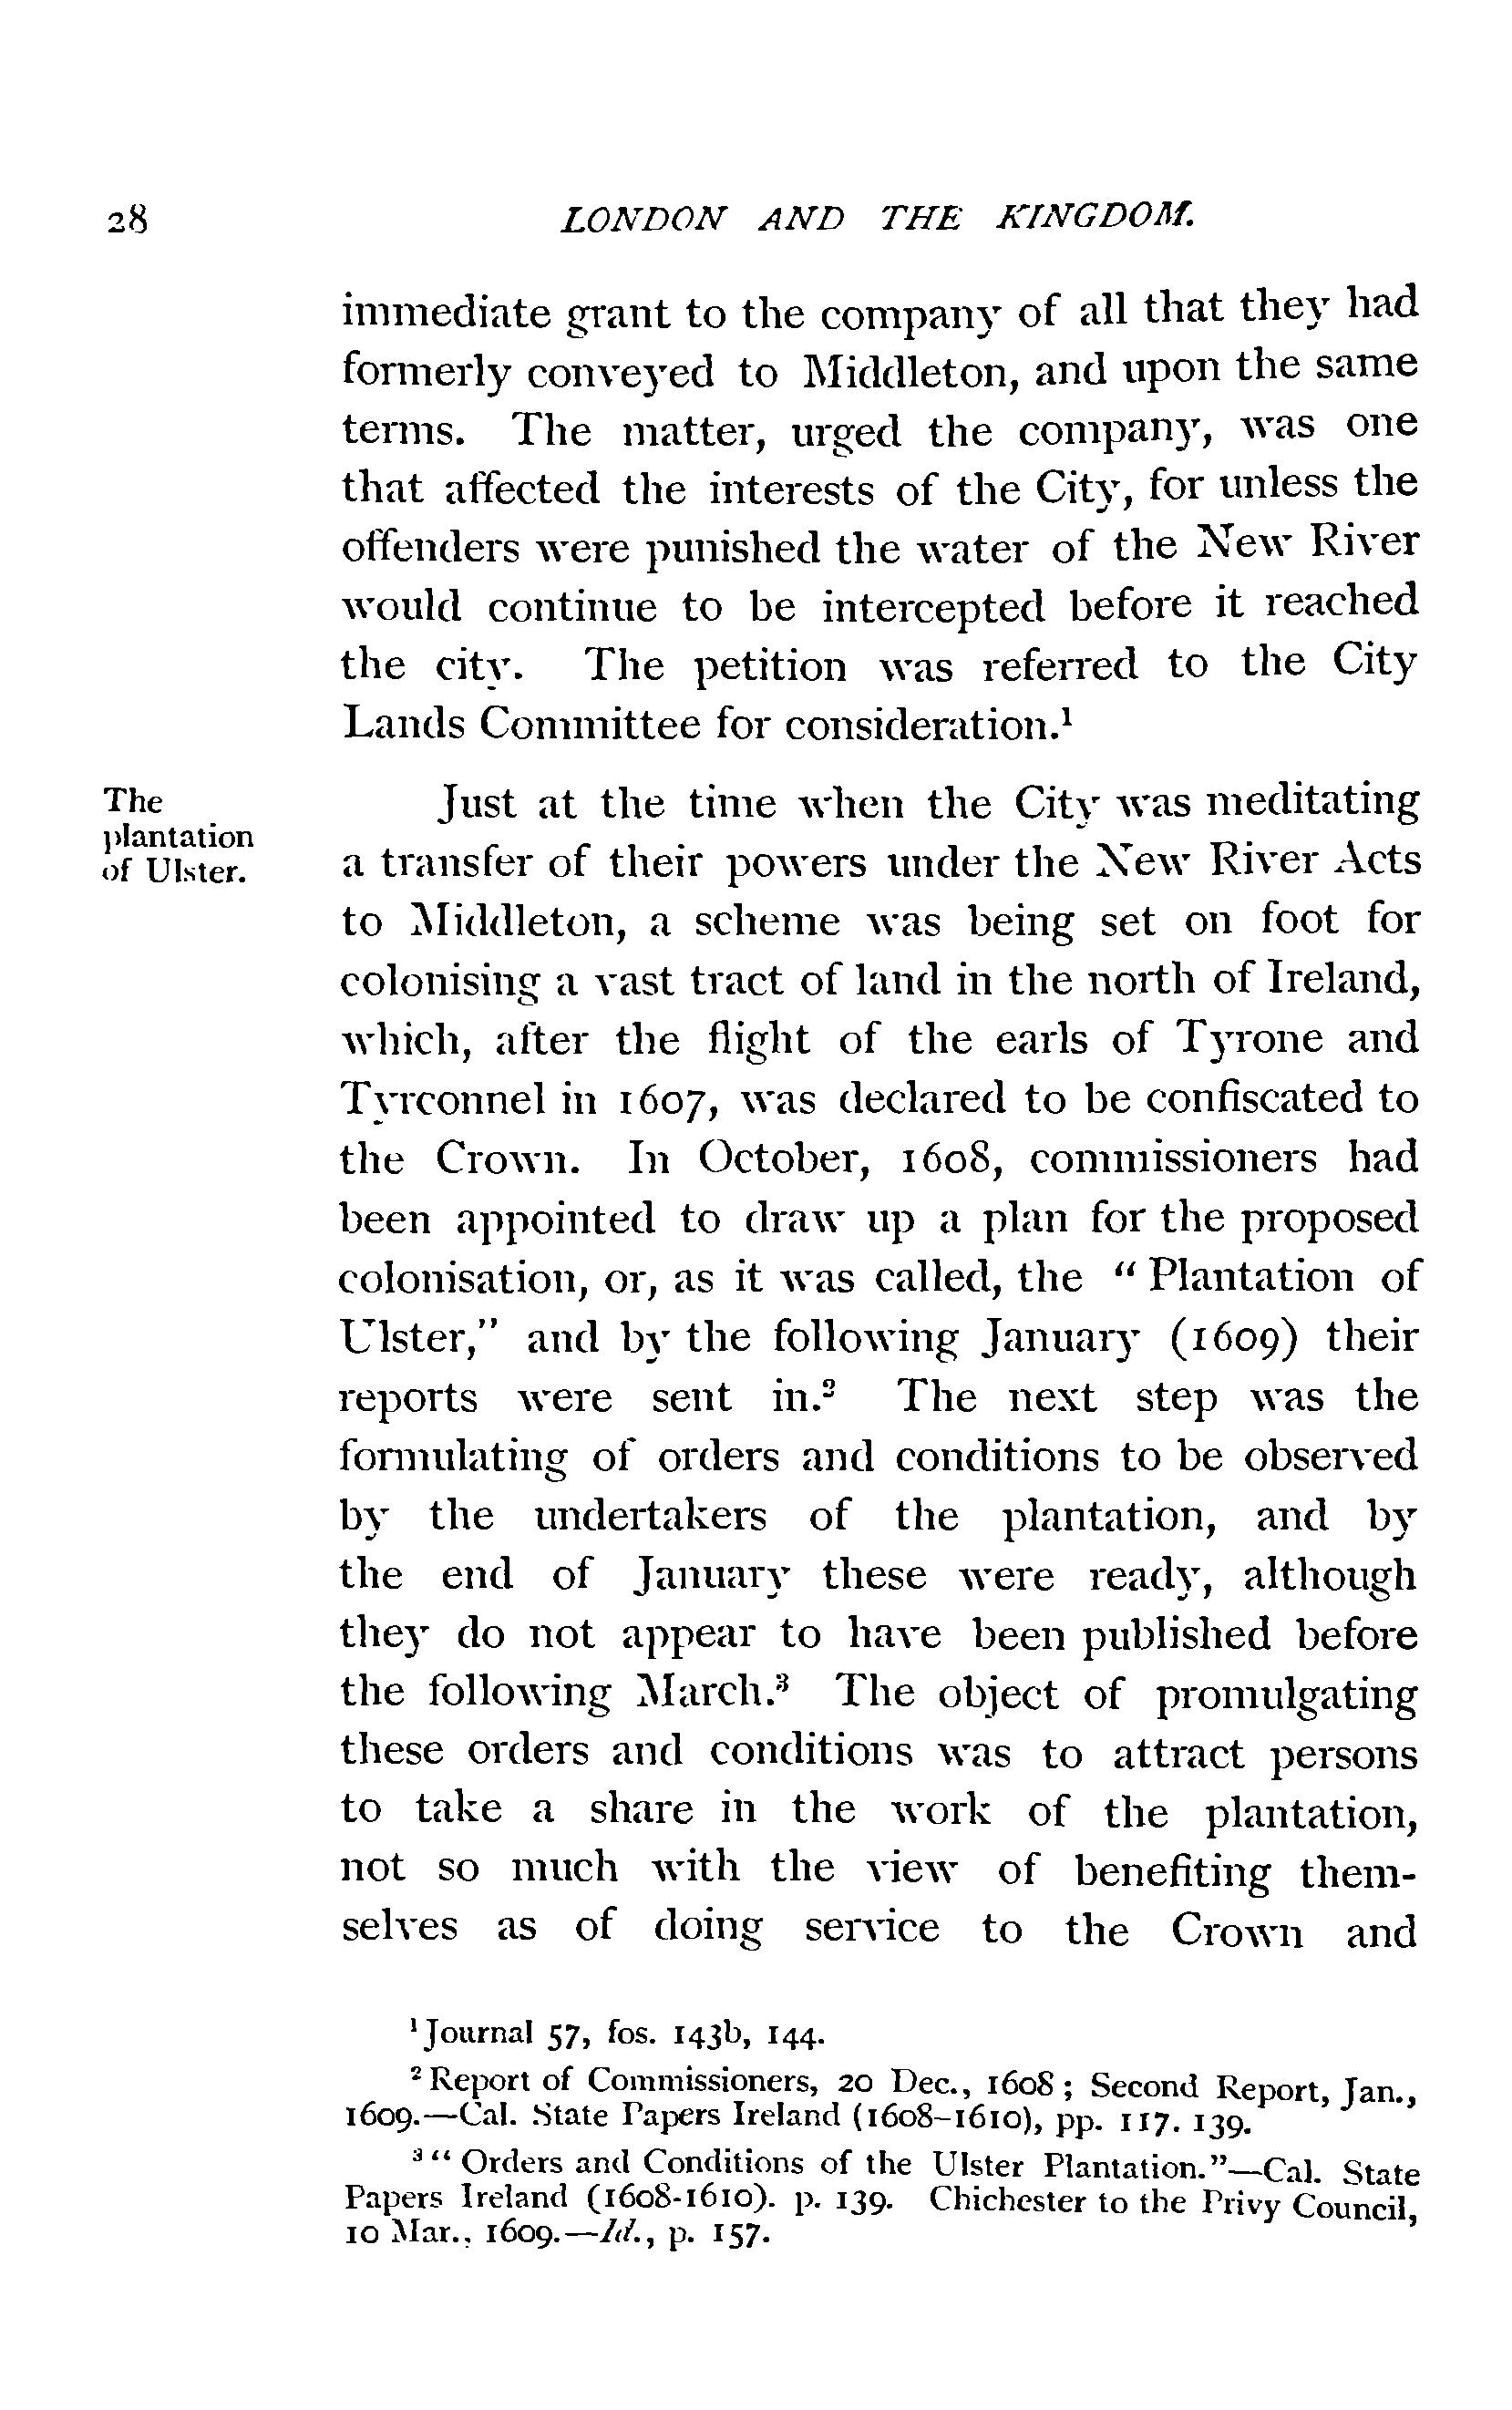 28 LONDON AND THE KINGDOM.
immediate grant to the company of all that they had
formerly conveyed to Middleton, and upon the same
terms. The matter, urged the company, was one
that affected the interests of the City, for unless the
offenders were punished the water of the New River
would continue to be intercepted before it reached
the city. The petition was referred to the City
Lands Committee for consideration.¹
The
plantation
of Ulster.
Just at the time when the City was meditating
a transfer of their powers under the New River Acts
to Middleton, a scheme was being set on foot for
colonising a vast tract of land in the north of Ireland,
which, after the flight of the earls of Tyrone and
Tyrconnel in 1607, was declared to be confiscated to
the Crown. In October, 1608, commissioners had
been appointed to draw up a plan for the proposed
colonisation, or, as it was called, the "Plantation of
Ulster," and by the following January (1609) their
reports were sent in.² The next step was the
formulating of orders and conditions to be observed
by the undertakers of the plantation, and by
the end of January these were ready, although
they do not appear to have been published before
the following March.³ The object of promulgating
these orders and conditions was to attract persons
to take a share in the work of the plantation,
not so much with the view of benefiting them-
selves as of doing service to the Crown and
¹ Journal 57, fos. 143b, 144.
² Report of Commissioners, 20 Dec., 1608; Second Report, Jan.,
1609.—Cal. State Papers Ireland (1608-1610), pp. 117. 139.
³ "Orders and Conditions of the Ulster Plantation."—Cal. State
Papers Ireland (1608-1610). p. 139. Chichester to the Privy Council,
10 Mar., 1609.—Id., p. 157.